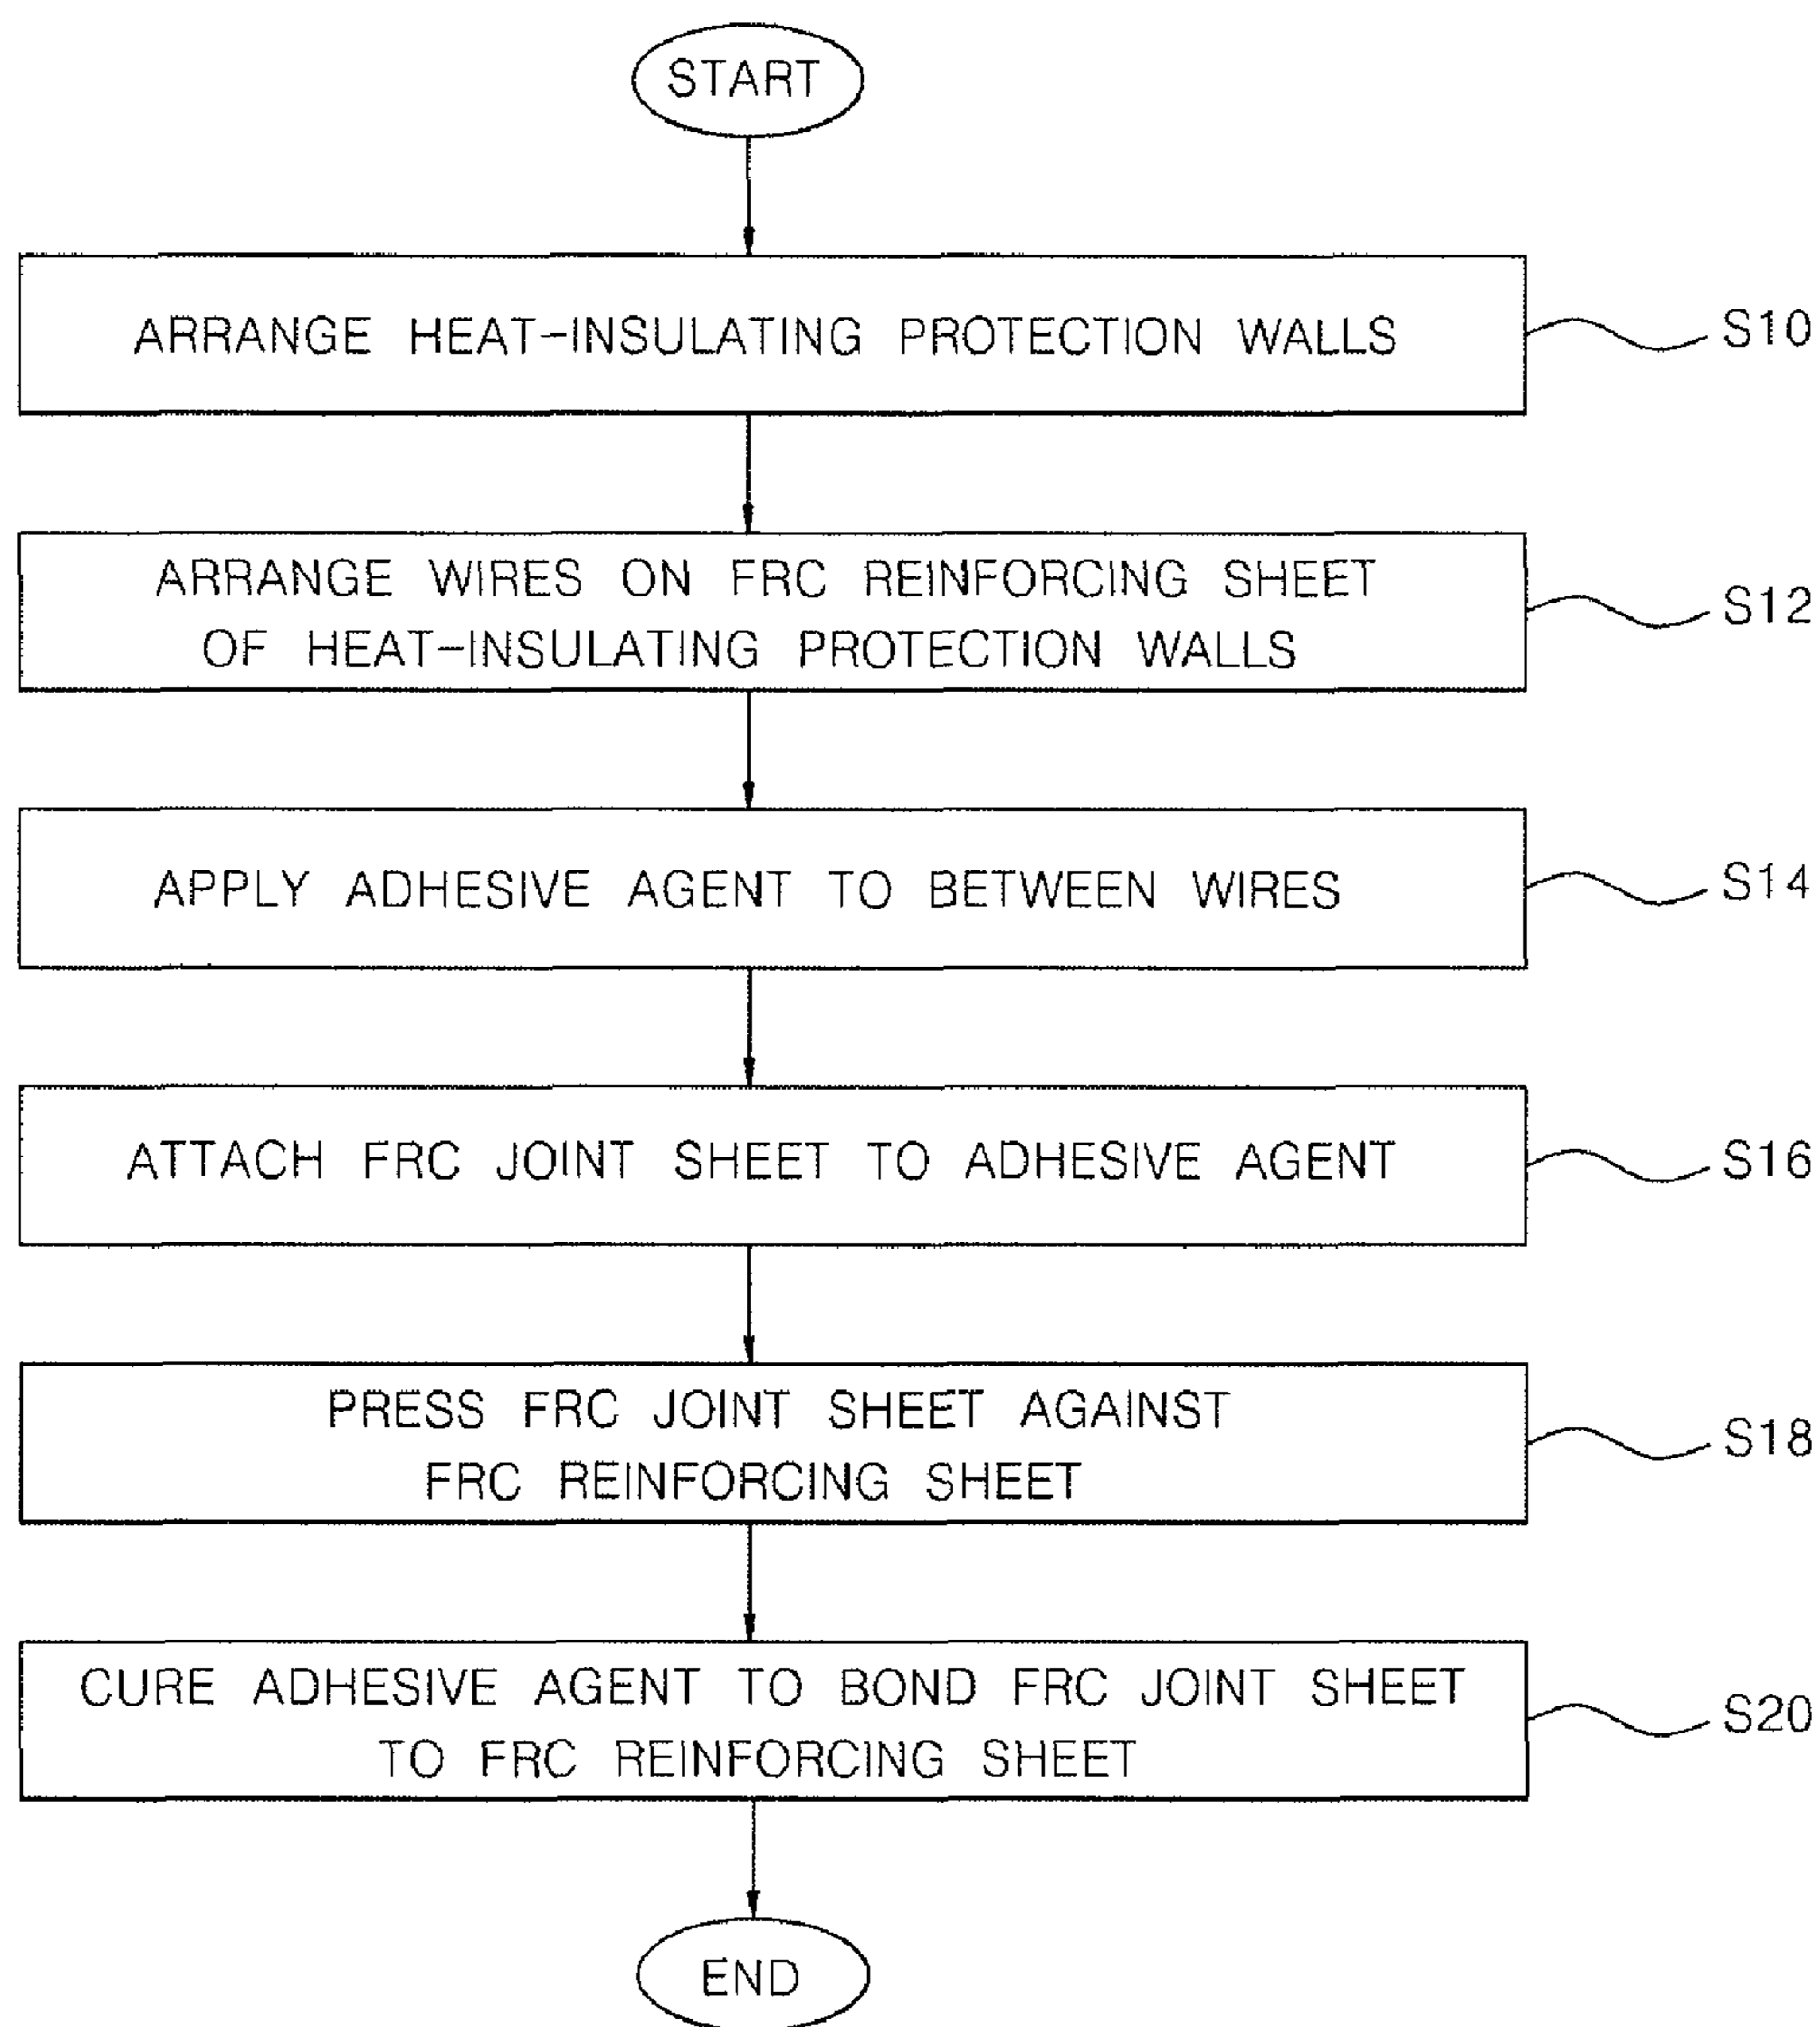 START
ARRANGE HEAT-INSULATING PROTECTION WALLS
S10
ARRANGE WIRES ON FRC REINFORCING SHEET
OF HEAT-INSULATING PROTECTION WALLS
S12
APPLY ADHESIVE AGENT TO BETWEEN WIRES
S14
ATTACH FRC JOINT SHEET TO ADHESIVE AGENT
S16
PRESS FRC JOINT SHEET AGAINST
FRC REINFORCING SHEET
S18
CURE ADHESIVE AGENT TO BOND FRC JOINT SHEET
TO FRC REINFORCING SHEET
S20
END